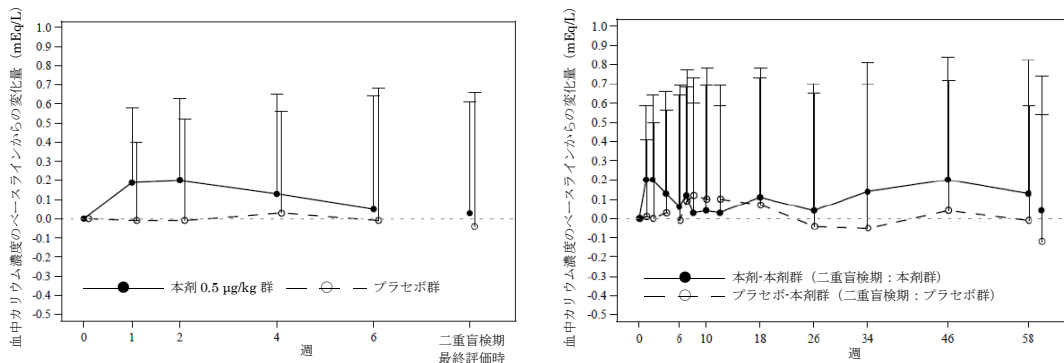 血中カリウム濃度のベースラインからの変化量（mEq/L）
1.0
0.9
0.8
0.7
0.6
0.5
0.4
0.3
0.2
0.1
0.0
-0.1
-0.2
-0.3
-0.4
-0.5
本剤 0.5 μg/kg 群
プラセボ群
0 1 2 4 6 二重盲検期
最終評価時
週
血中カリウム濃度のベースラインからの変化量（mEq/L）
1.0
0.9
0.8
0.7
0.6
0.5
0.4
0.3
0.2
0.1
0.0
-0.1
-0.2
-0.3
-0.4
-0.5
本剤-本剤群（二重盲検期：本剤群）
プラセボ-本剤群（二重盲検期：プラセボ群）
0 6 10 18 26 34 46 58
週